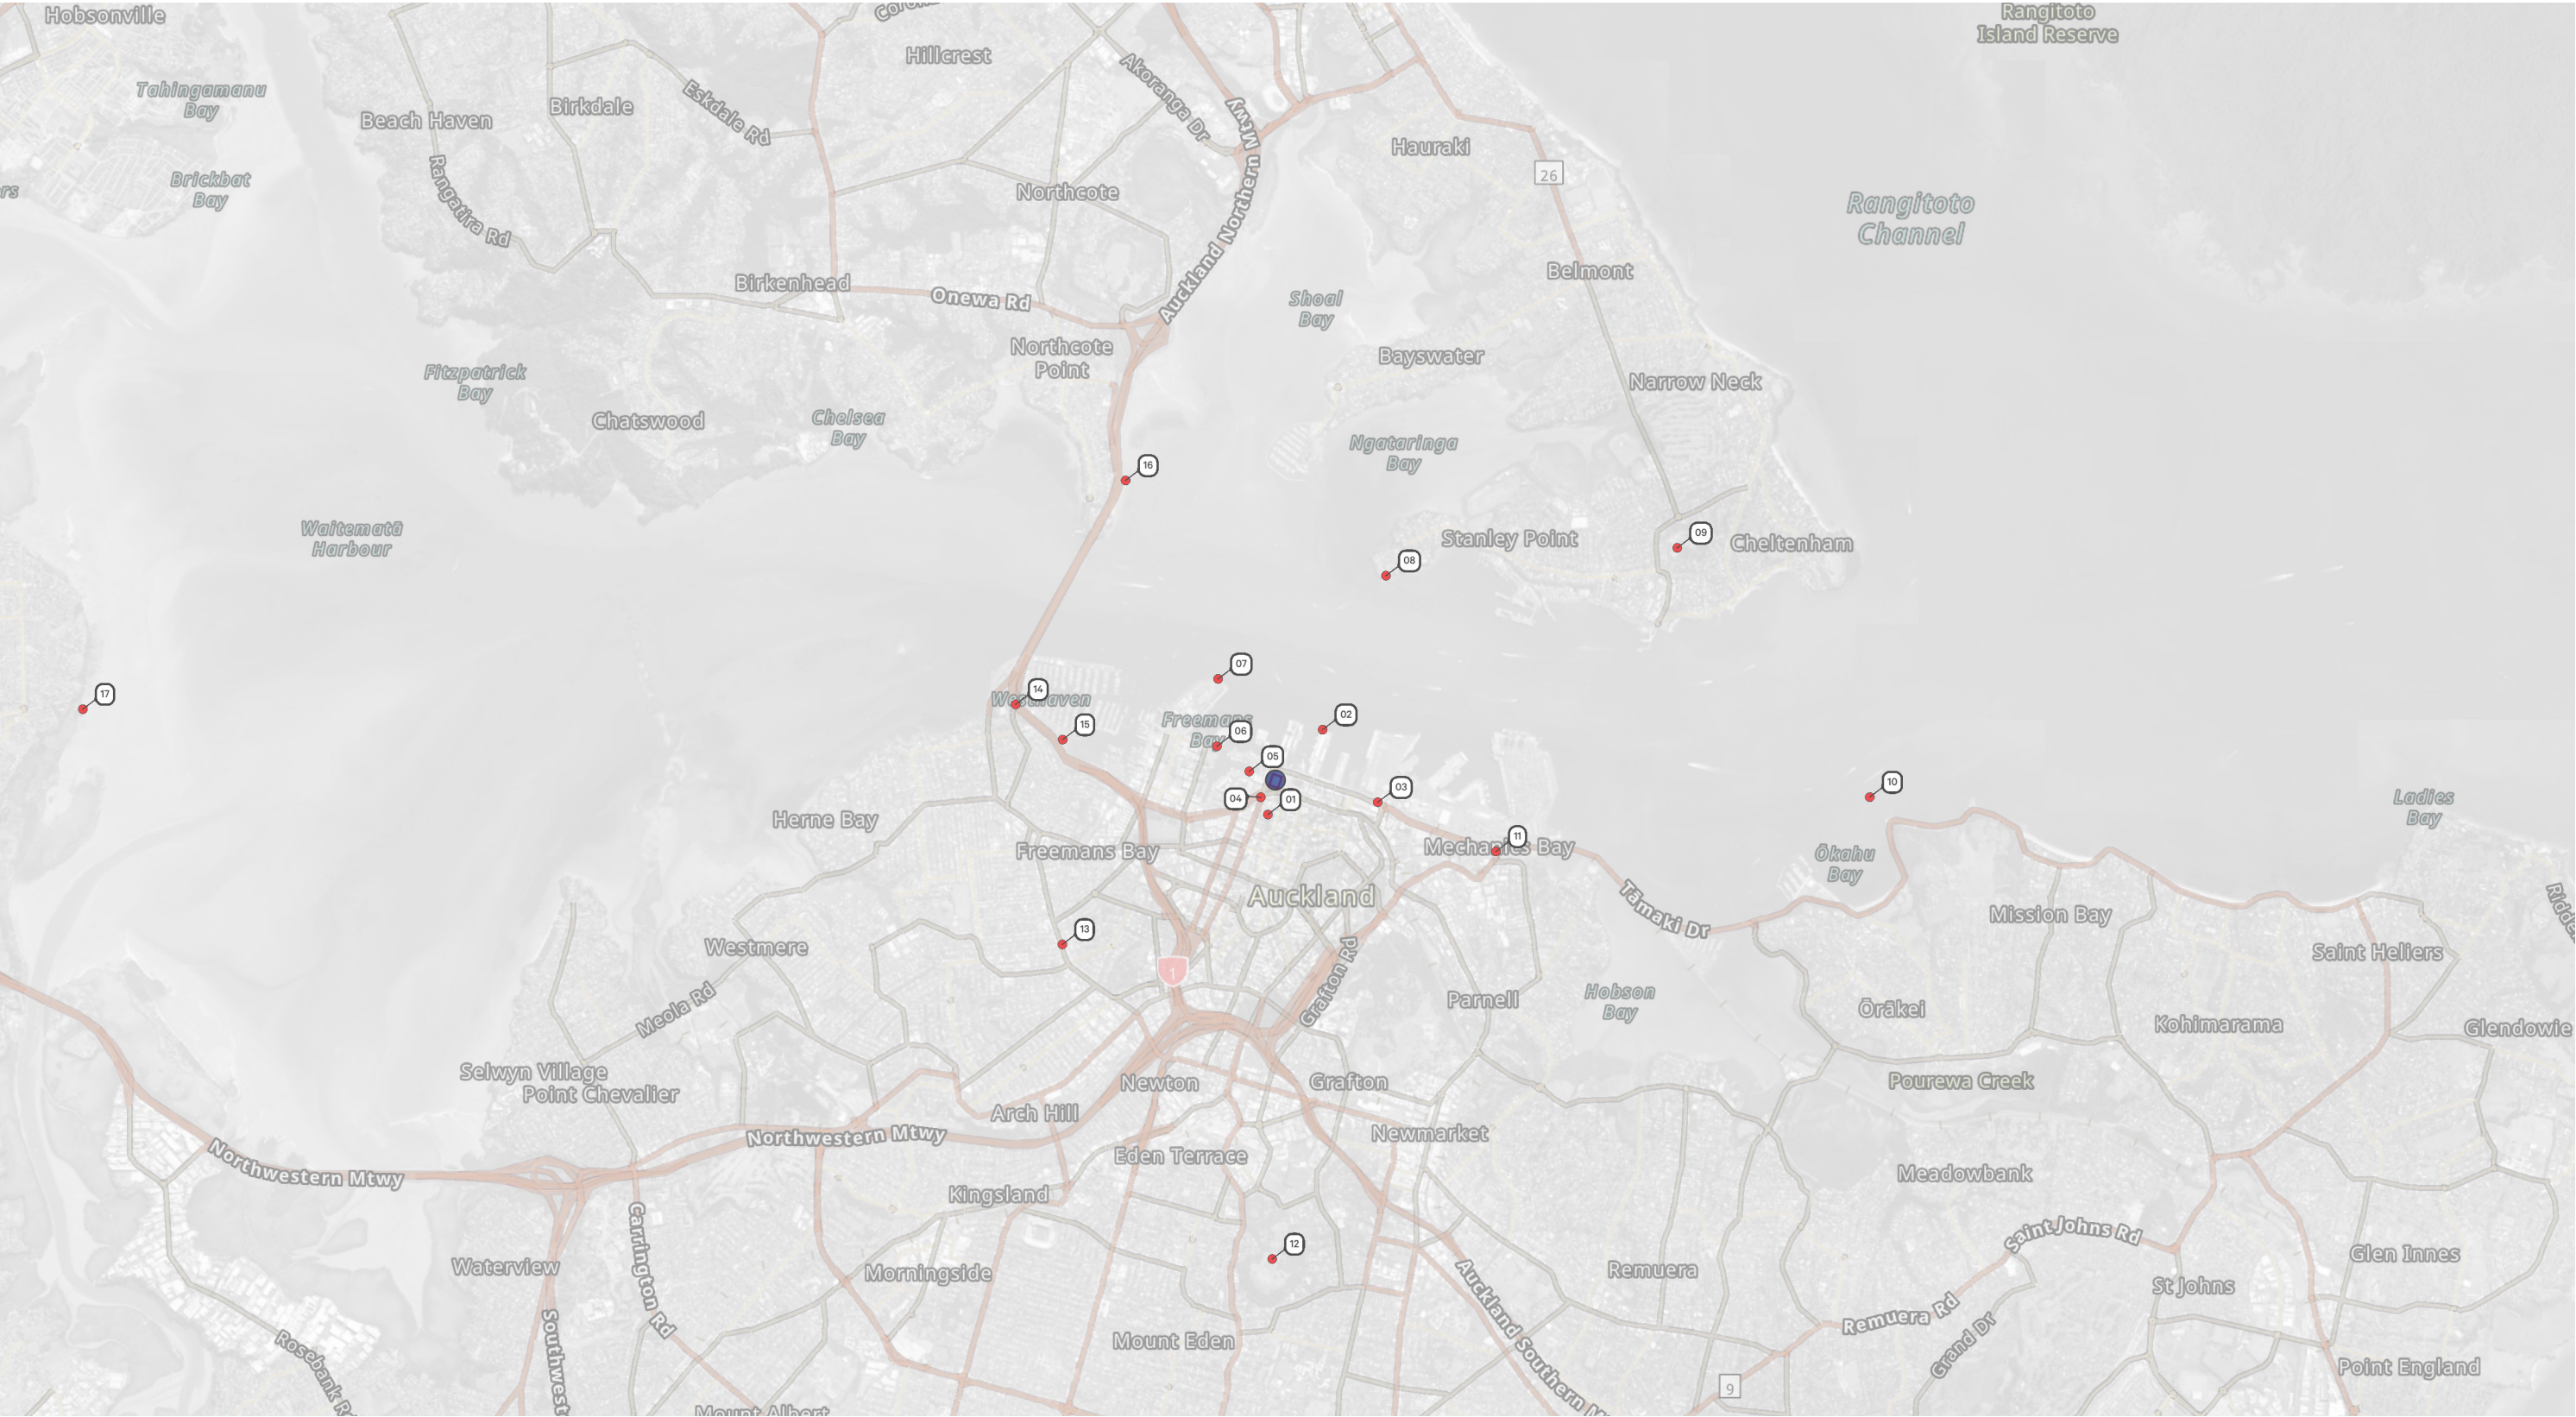 Hobsonville
Coron
Rangitoto
Island Reserve
Hillcrest
Akoranga Dr
Tahingamanu
Bay
Birkdale
Eskdale Rd
Beach Haven
Auckland Northern Mtwy
Hauraki
26
Brickbat
Bay
rs
Rangatira Rd
Northcote
Rangitoto
Channel
Belmont
Birkenhead
Onewa Rd
Shoal
Bay
Northcote
Point
Bayswater
Fitzpatrick
Bay
Narrow Neck
Chatswood
Chelsea
Bay
Ngataringa
Bay
16
Waitematā
Harbour
Stanley Point
09
Cheltenham
08
07
17
14
Westhaven
15
Freemans
Bay
06
02
05
04
01
03
10
Ladies
Bay
Herne Bay
Freemans Bay
11
Mechanics Bay
Ōkahu
Bay
Auckland
Tāmaki Dr
Mission Bay
13
Westmere
Saint Heliers
1
Grafton Rd
Meola Rd
Parnell
Hobson
Bay
Ōrākei
Kohimarama
Glendowie
Selwyn Village
Point Chevalier
Newton
Grafton
Pourewa Creek
Arch Hill
Northwestern Mtwy
Newmarket
Northwestern Mtwy
Eden Terrace
Meadowbank
Kingsland
Carrington Rd
Saint Johns Rd
12
Waterview
Morningside
Remuera
Glen Innes
St Johns
Southwest
Auckland Southern M
Remuera Rd
Grand Dr
Rosebank R
Mount Eden
Point England
9
Mount Albert